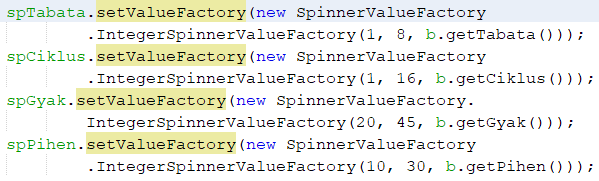 spTabata.setValueFactory(new SpinnerValueFactory
.IntegerSpinnerValueFactory(1, 8, b.getTabata()));
spCiklus.setValueFactory(new SpinnerValueFactory
.IntegerSpinnerValueFactory(1, 16, b.getCiklus()));
spGyak.setValueFactory(new SpinnerValueFactory.
IntegerSpinnerValueFactory(20, 45, b.getGyak()));
spPihen.setValueFactory(new SpinnerValueFactory
.IntegerSpinnerValueFactory(10, 30, b.getPihen()));